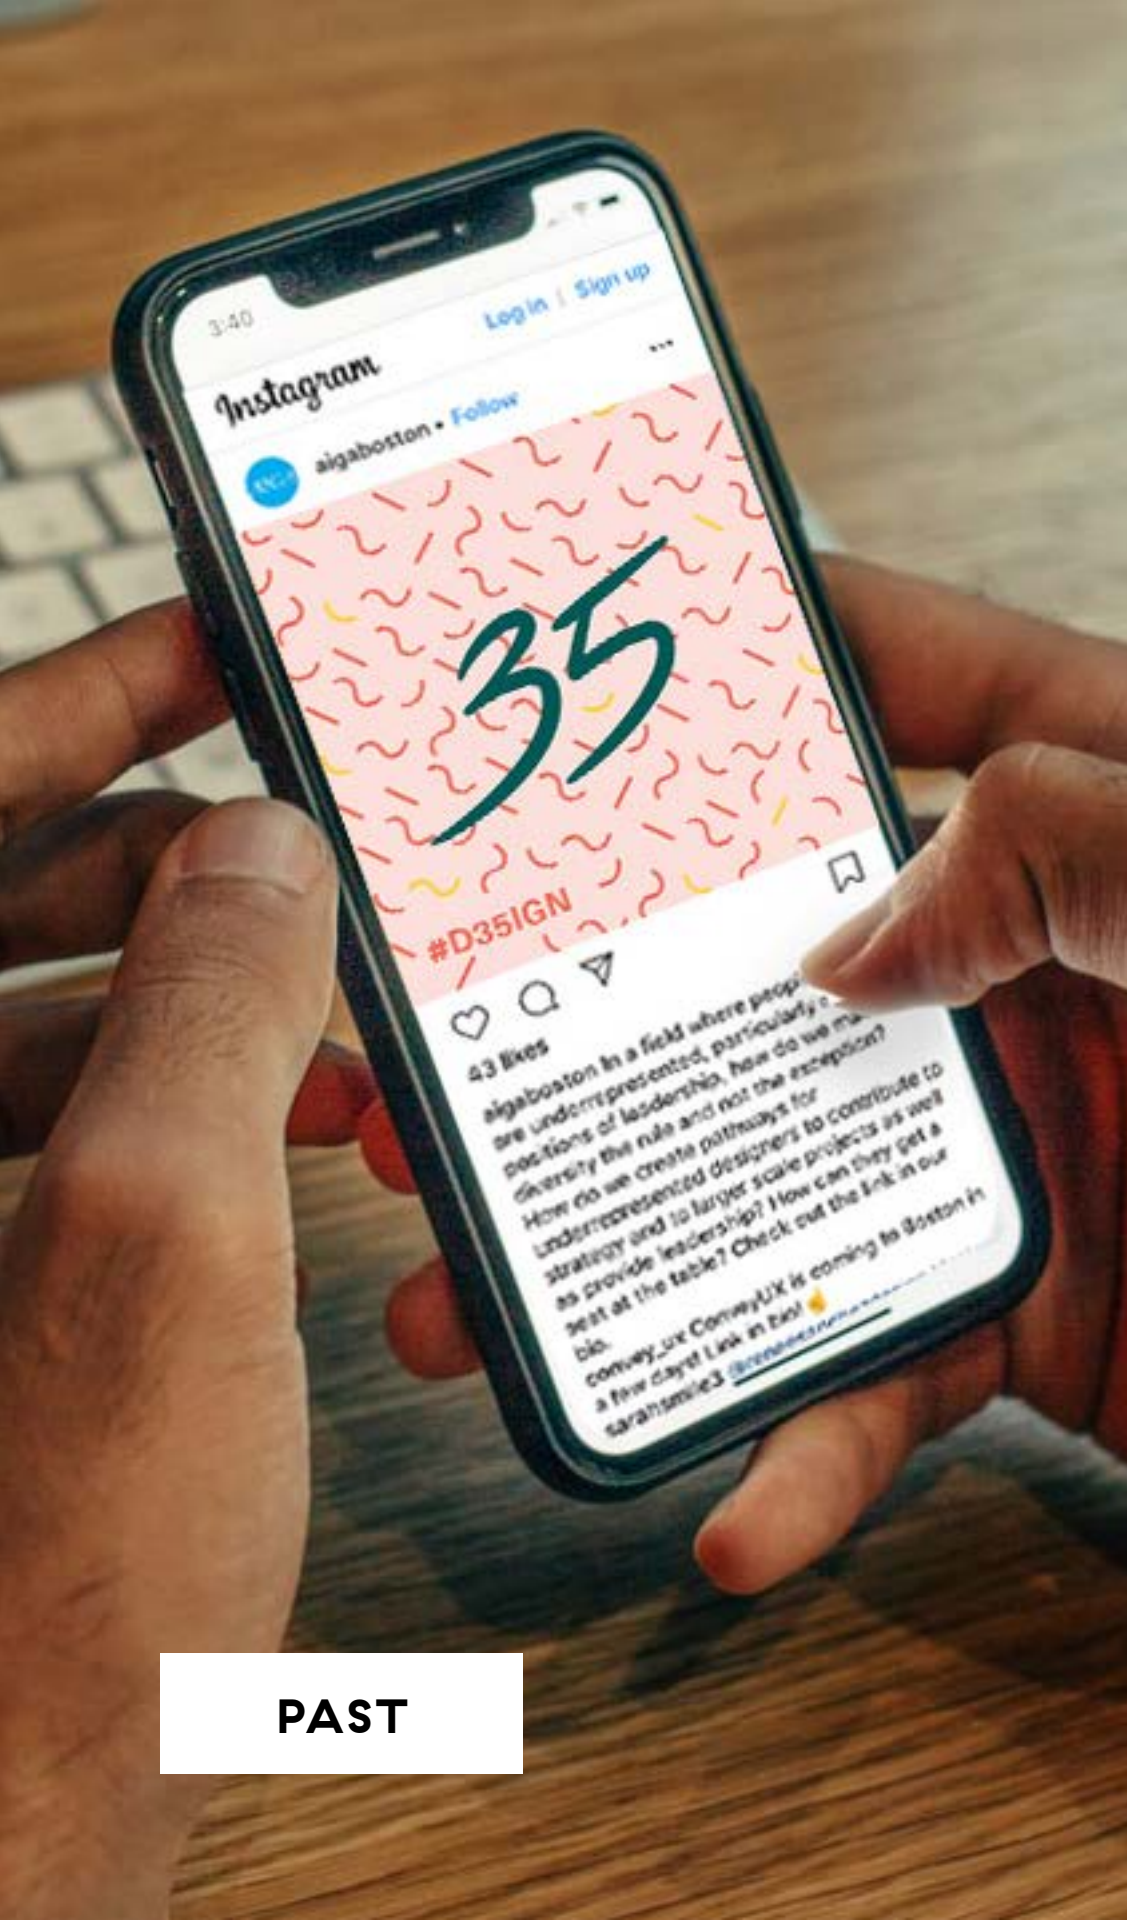 3:40
Log in | Sign up
Instagram
aigaboston • Follow
35
#D35IGN
43 likes
aigaboston In a field where
are underrepresented, particularly
positions of leadership, how do we
diversity the rule and not the exception?
How do we create pathways for
underrepresented designers to contribute to
strategy and to larger scale projects as well
as provide leadership? How can they get a
seat at the table? Check out the link in our
bio.
convey_ux ConveyUX is coming to Boston in
a few days! Link in bio! ☝
sarahsmile3
PAST